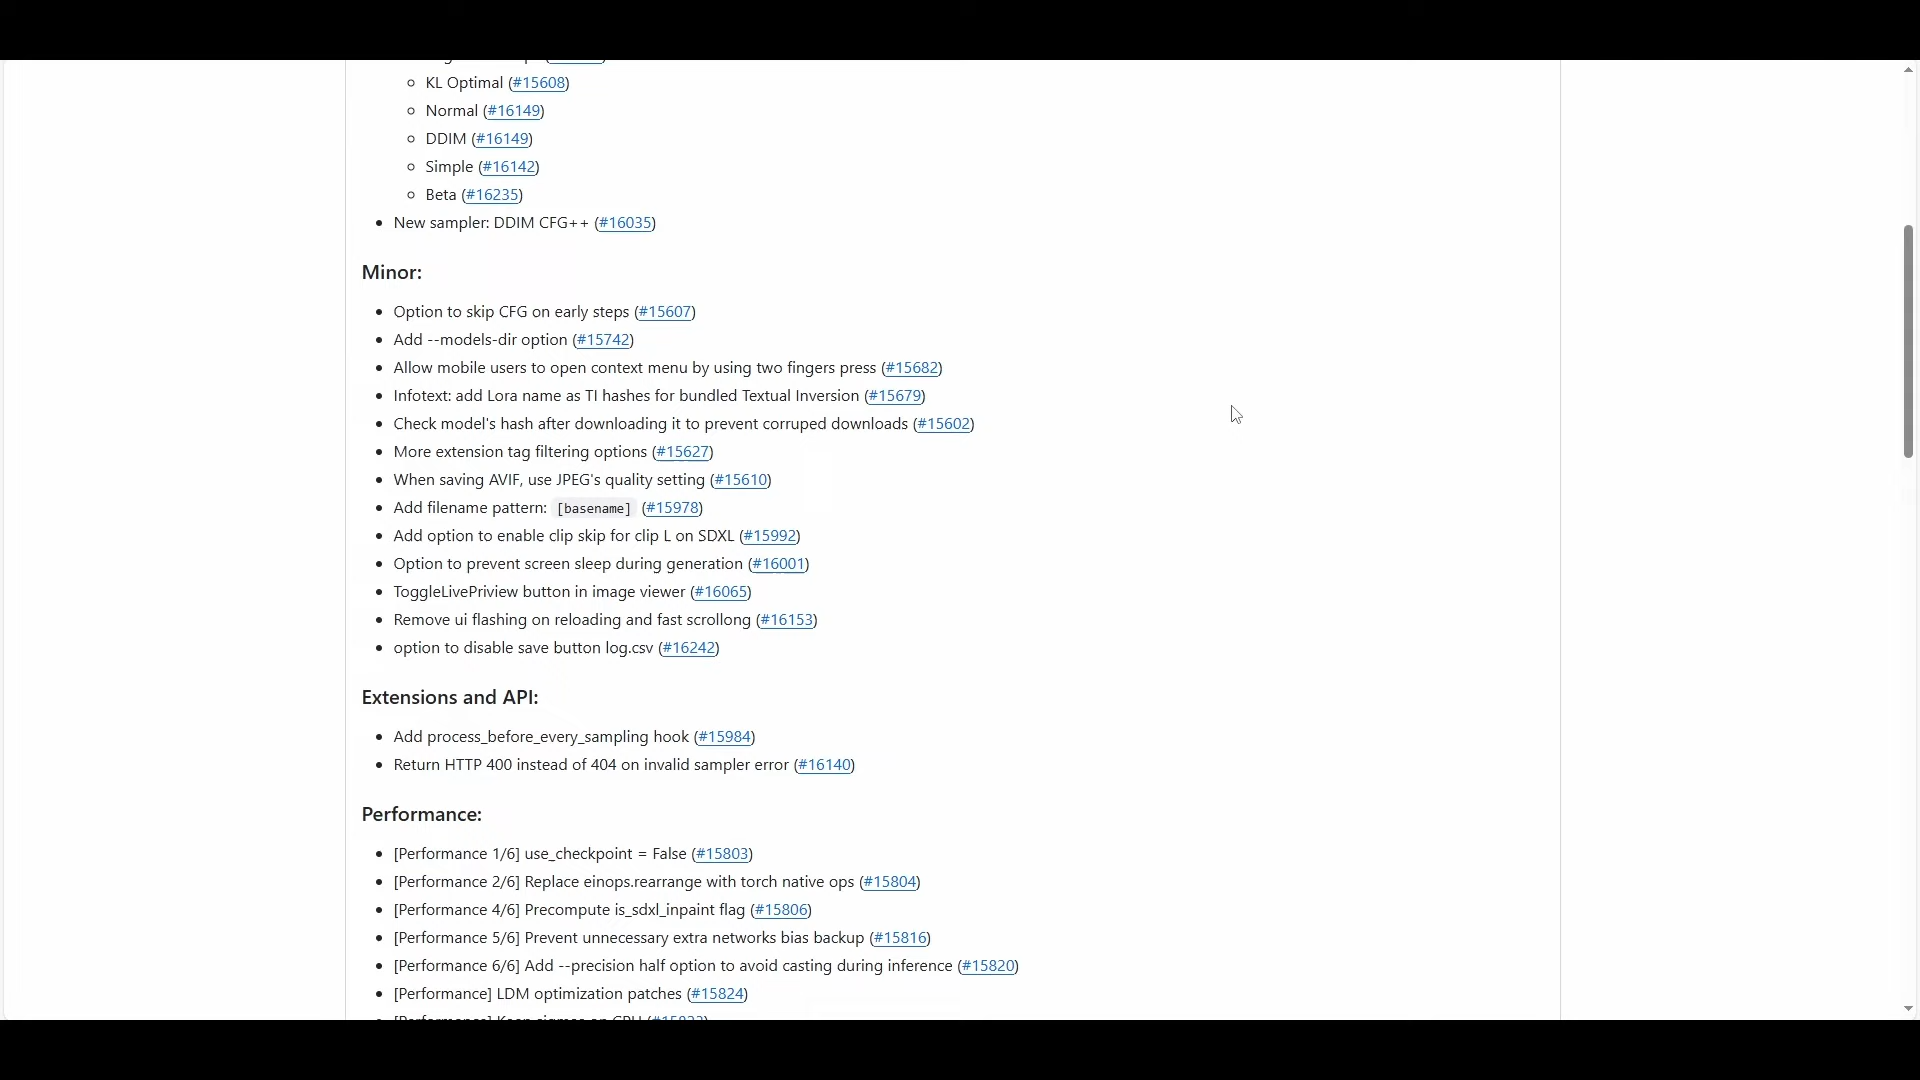 KL Optimal (#15608)
Normal (#16149)
DDIM (#16149)
Simple (#16142)
Beta (#16235)
New sampler: DDIM CFG++ (#16035)
Minor:
Option to skip CFG on early steps (#15607)
Add --models-dir option (#15742)
Allow mobile users to open context menu by using two fingers press (#15682)
Infotext: add Lora name as TI hashes for bundled Textual Inversion (#15679)
Check model's hash after downloading it to prevent corruped downloads (#15602)
More extension tag filtering options (#15627)
When saving AVIF, use JPEG's quality setting (#15610)
Add filename pattern: [basename] (#15978)
Add option to enable clip skip for clip L on SDXL (#15992)
Option to prevent screen sleep during generation (#16001)
ToggleLivePriview button in image viewer (#16065)
Remove ui flashing on reloading and fast scrollong (#16153)
option to disable save button log.csv (#16242)
Extensions and API:
Add process_before_every_sampling hook (#15984)
Return HTTP 400 instead of 404 on invalid sampler error (#16140)
Performance:
[Performance 1/6] use_checkpoint = False (#15803)
[Performance 2/6] Replace einops.rearrange with torch native ops (#15804)
[Performance 4/6] Precompute is_sdxl_inpaint flag (#15806)
[Performance 5/6] Prevent unnecessary extra networks bias backup (#15816)
[Performance 6/6] Add --precision half option to avoid casting during inference (#15820)
[Performance] LDM optimization patches (#15824)